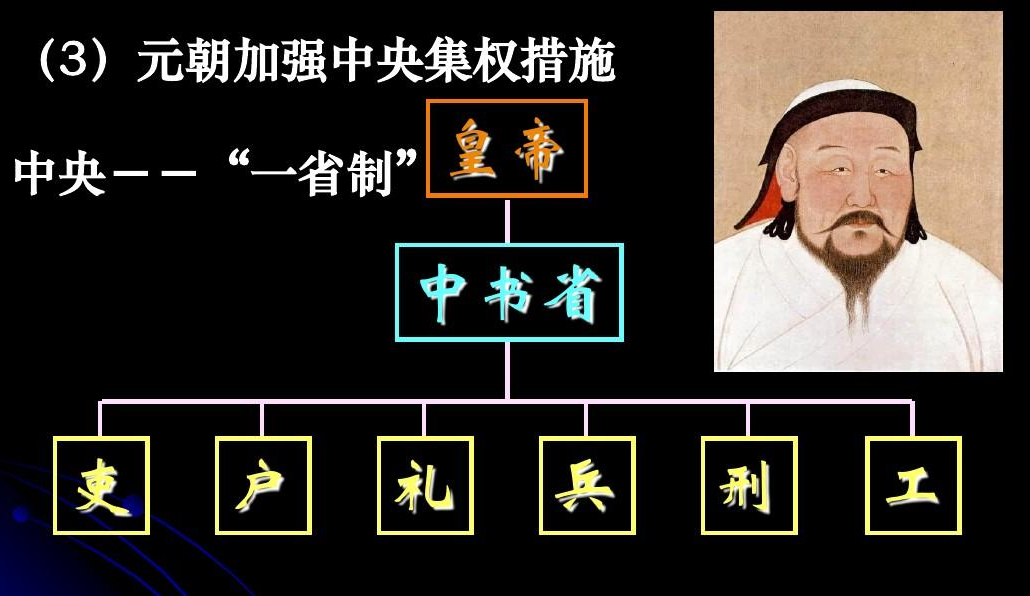 （3）元朝加强中央集权措施
皇帝
中央－－“一省制”
中书省
吏 户 礼 兵 刑 工